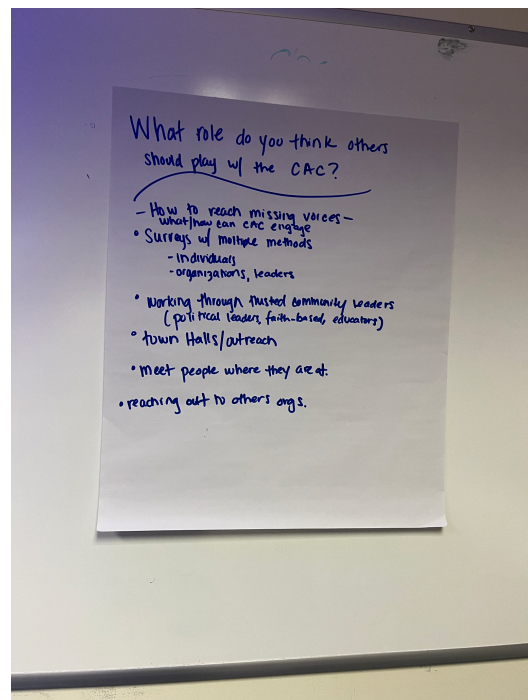 What role do you think others
should play w/ the CAC?
- How to reach missing voices -
what/how can CAC engage
• Surveys w/ multiple methods
- individuals
- organizations, leaders
• working through trusted community leaders
(political leaders, faith-based, educators)
• town Halls/outreach
• meet people where they are at.
• reaching out to others orgs.